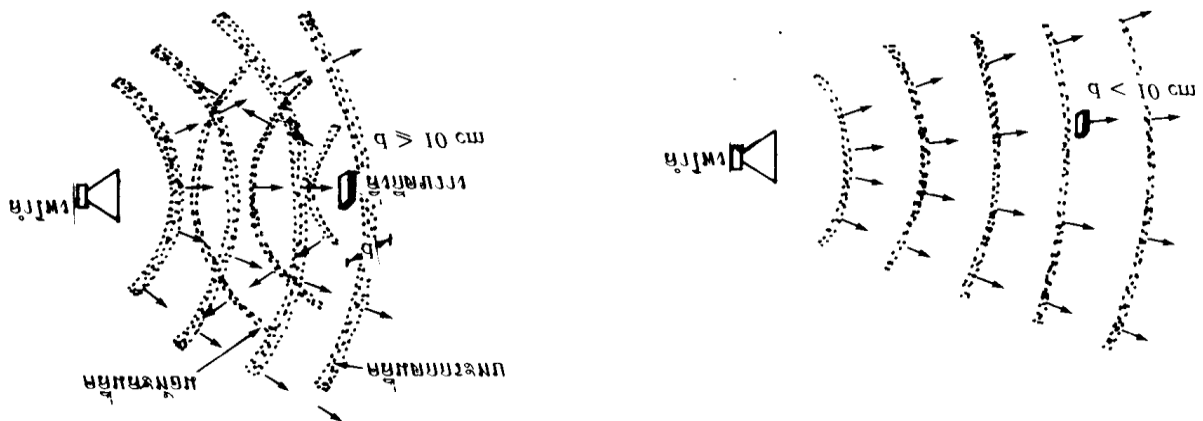 d ⩾ 10 cm
ลำโพง
สิ่งกีดขวาง
d
คลื่นสะท้อน
คลื่นตกกระทบ
d < 10 cm
ลำโพง